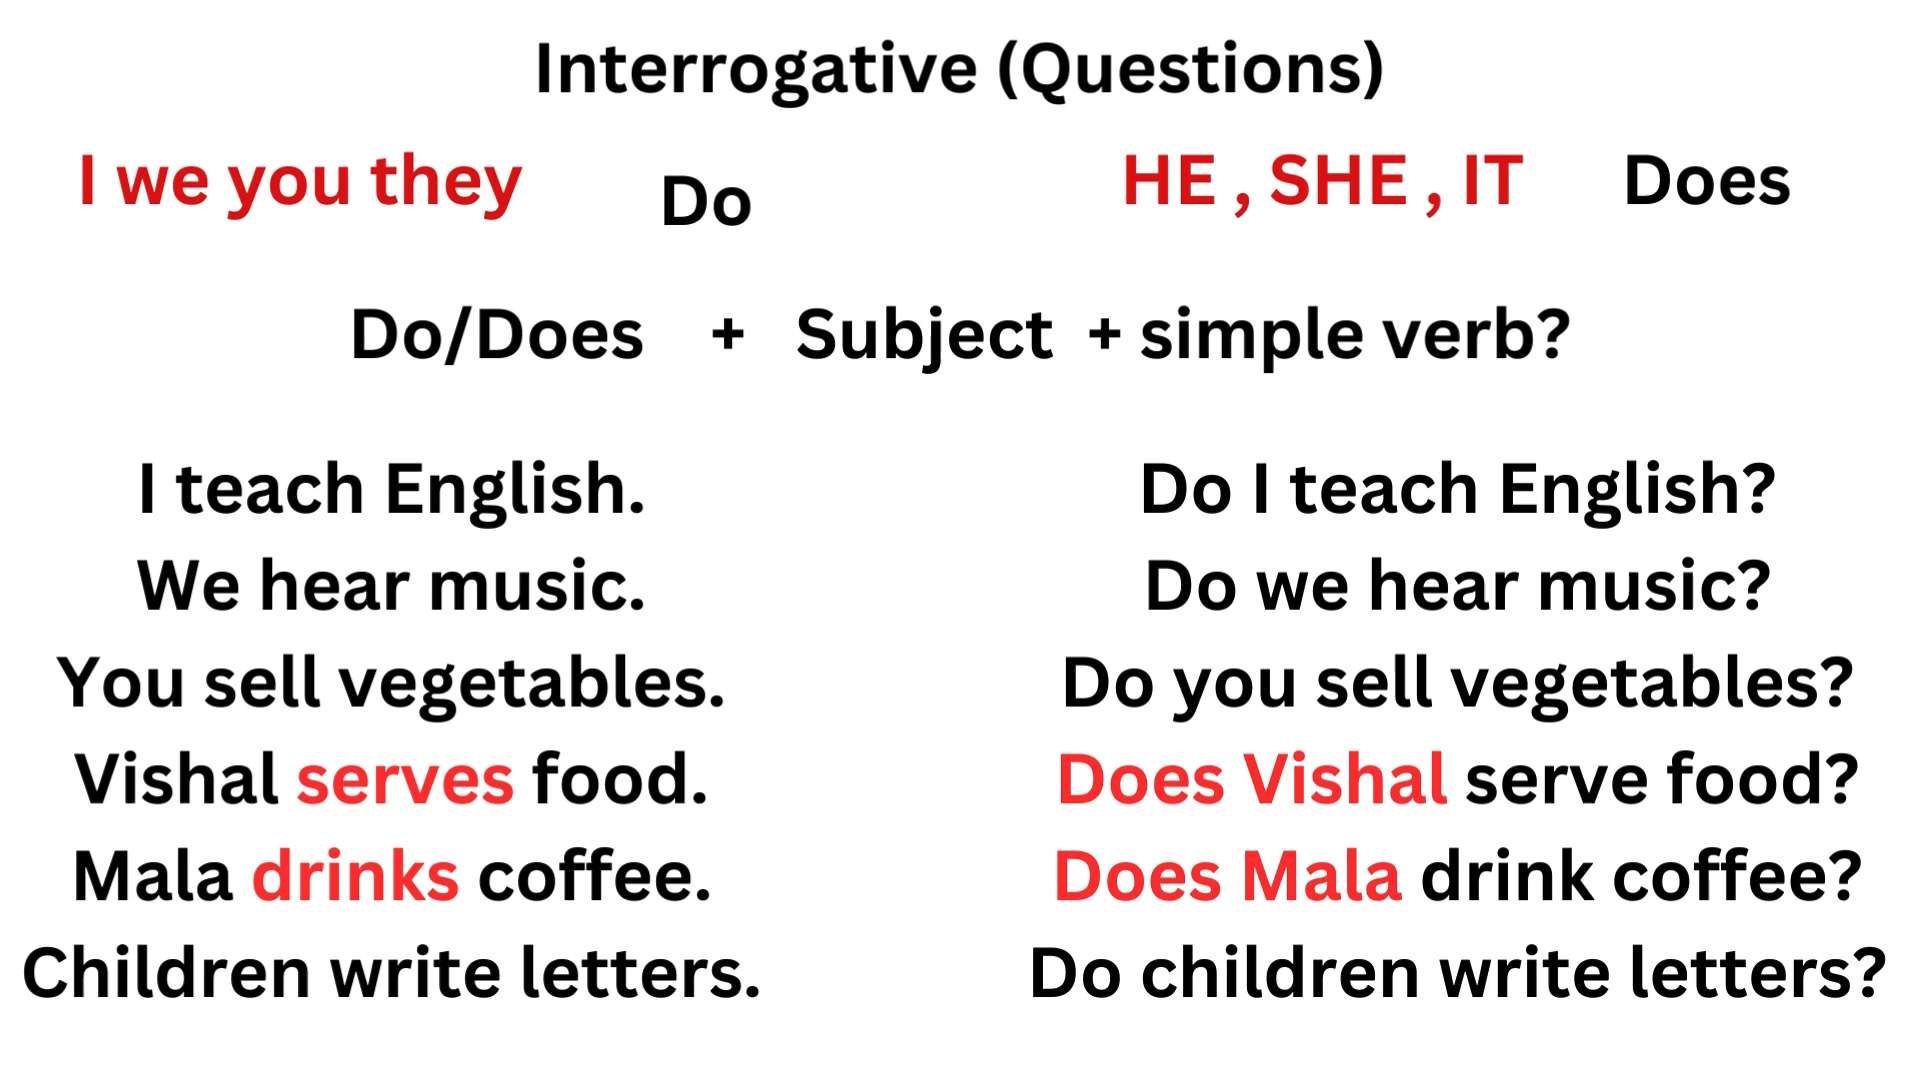 Interrogative (Questions)
I we you they Do HE , SHE , IT Does
Do/Does + Subject + simple verb?
I teach English. Do I teach English?
We hear music. Do we hear music?
You sell vegetables. Do you sell vegetables?
Vishal serves food. Does Vishal serve food?
Mala drinks coffee. Does Mala drink coffee?
Children write letters. Do children write letters?